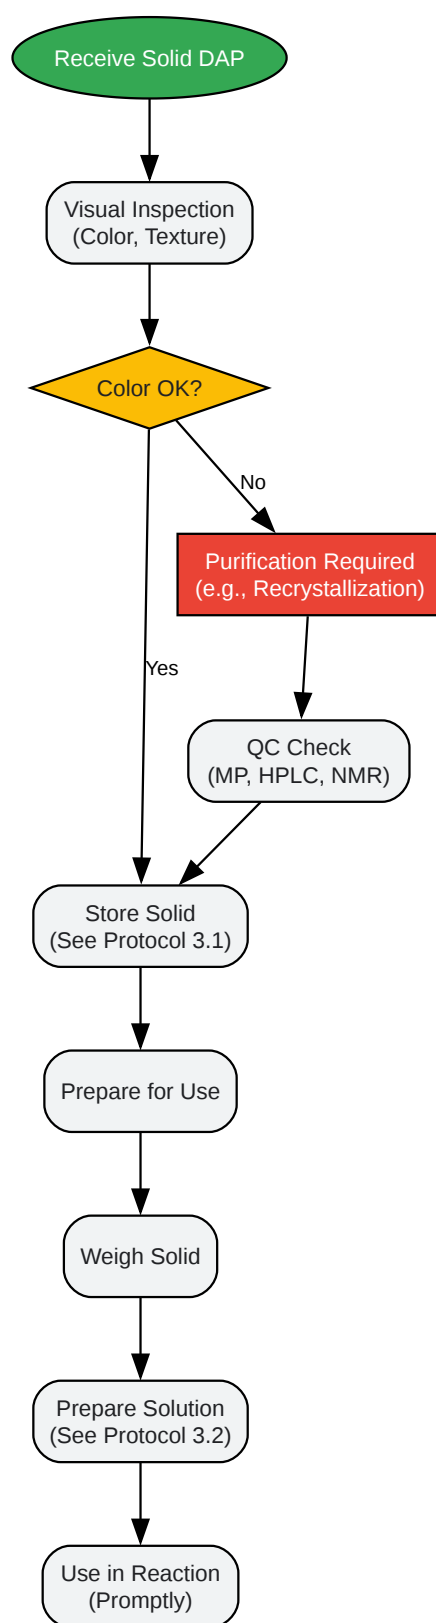 Receive Solid DAP
Visual Inspection
(Color, Texture)
Color OK?
No
Purification Required
(e.g., Recrystallization)
Yes
QC Check
(MP, HPLC, NMR)
Store Solid
(See Protocol 3.1)
Prepare for Use
Weigh Solid
Prepare Solution
(See Protocol 3.2)
Use in Reaction
(Promptly)